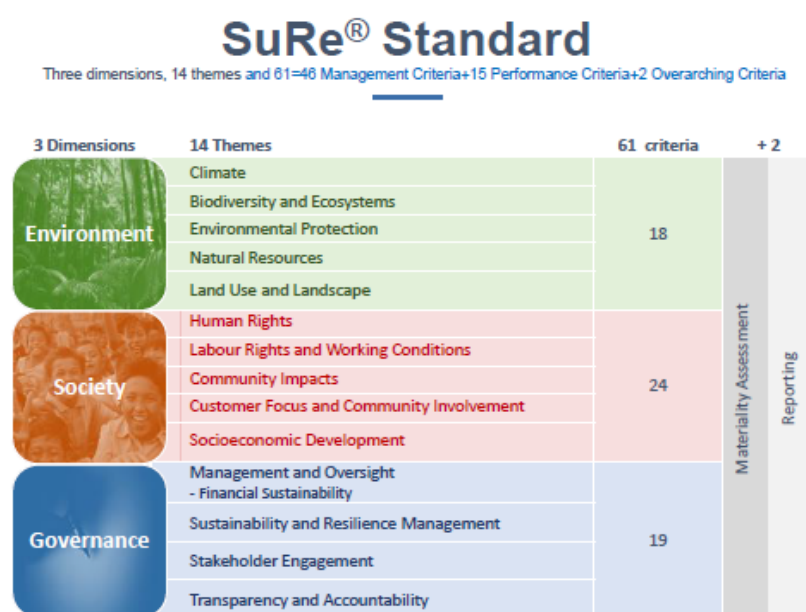 SuRe® Standard
Three dimensions, 14 themes and 61=46 Management Criteria+15 Performance Criteria+2 Overarching Criteria
3 Dimensions 14 Themes 61 criteria + 2
Environment
Climate
Biodiversity and Ecosystems
Environmental Protection
Natural Resources
Land Use and Landscape
18
Society
Human Rights
Labour Rights and Working Conditions
Community Impacts
Customer Focus and Community Involvement
Socioeconomic Development
24
Governance
Management and Oversight
- Financial Sustainability
Sustainability and Resilience Management
Stakeholder Engagement
Transparency and Accountability
19
Materiality Assessment
Reporting